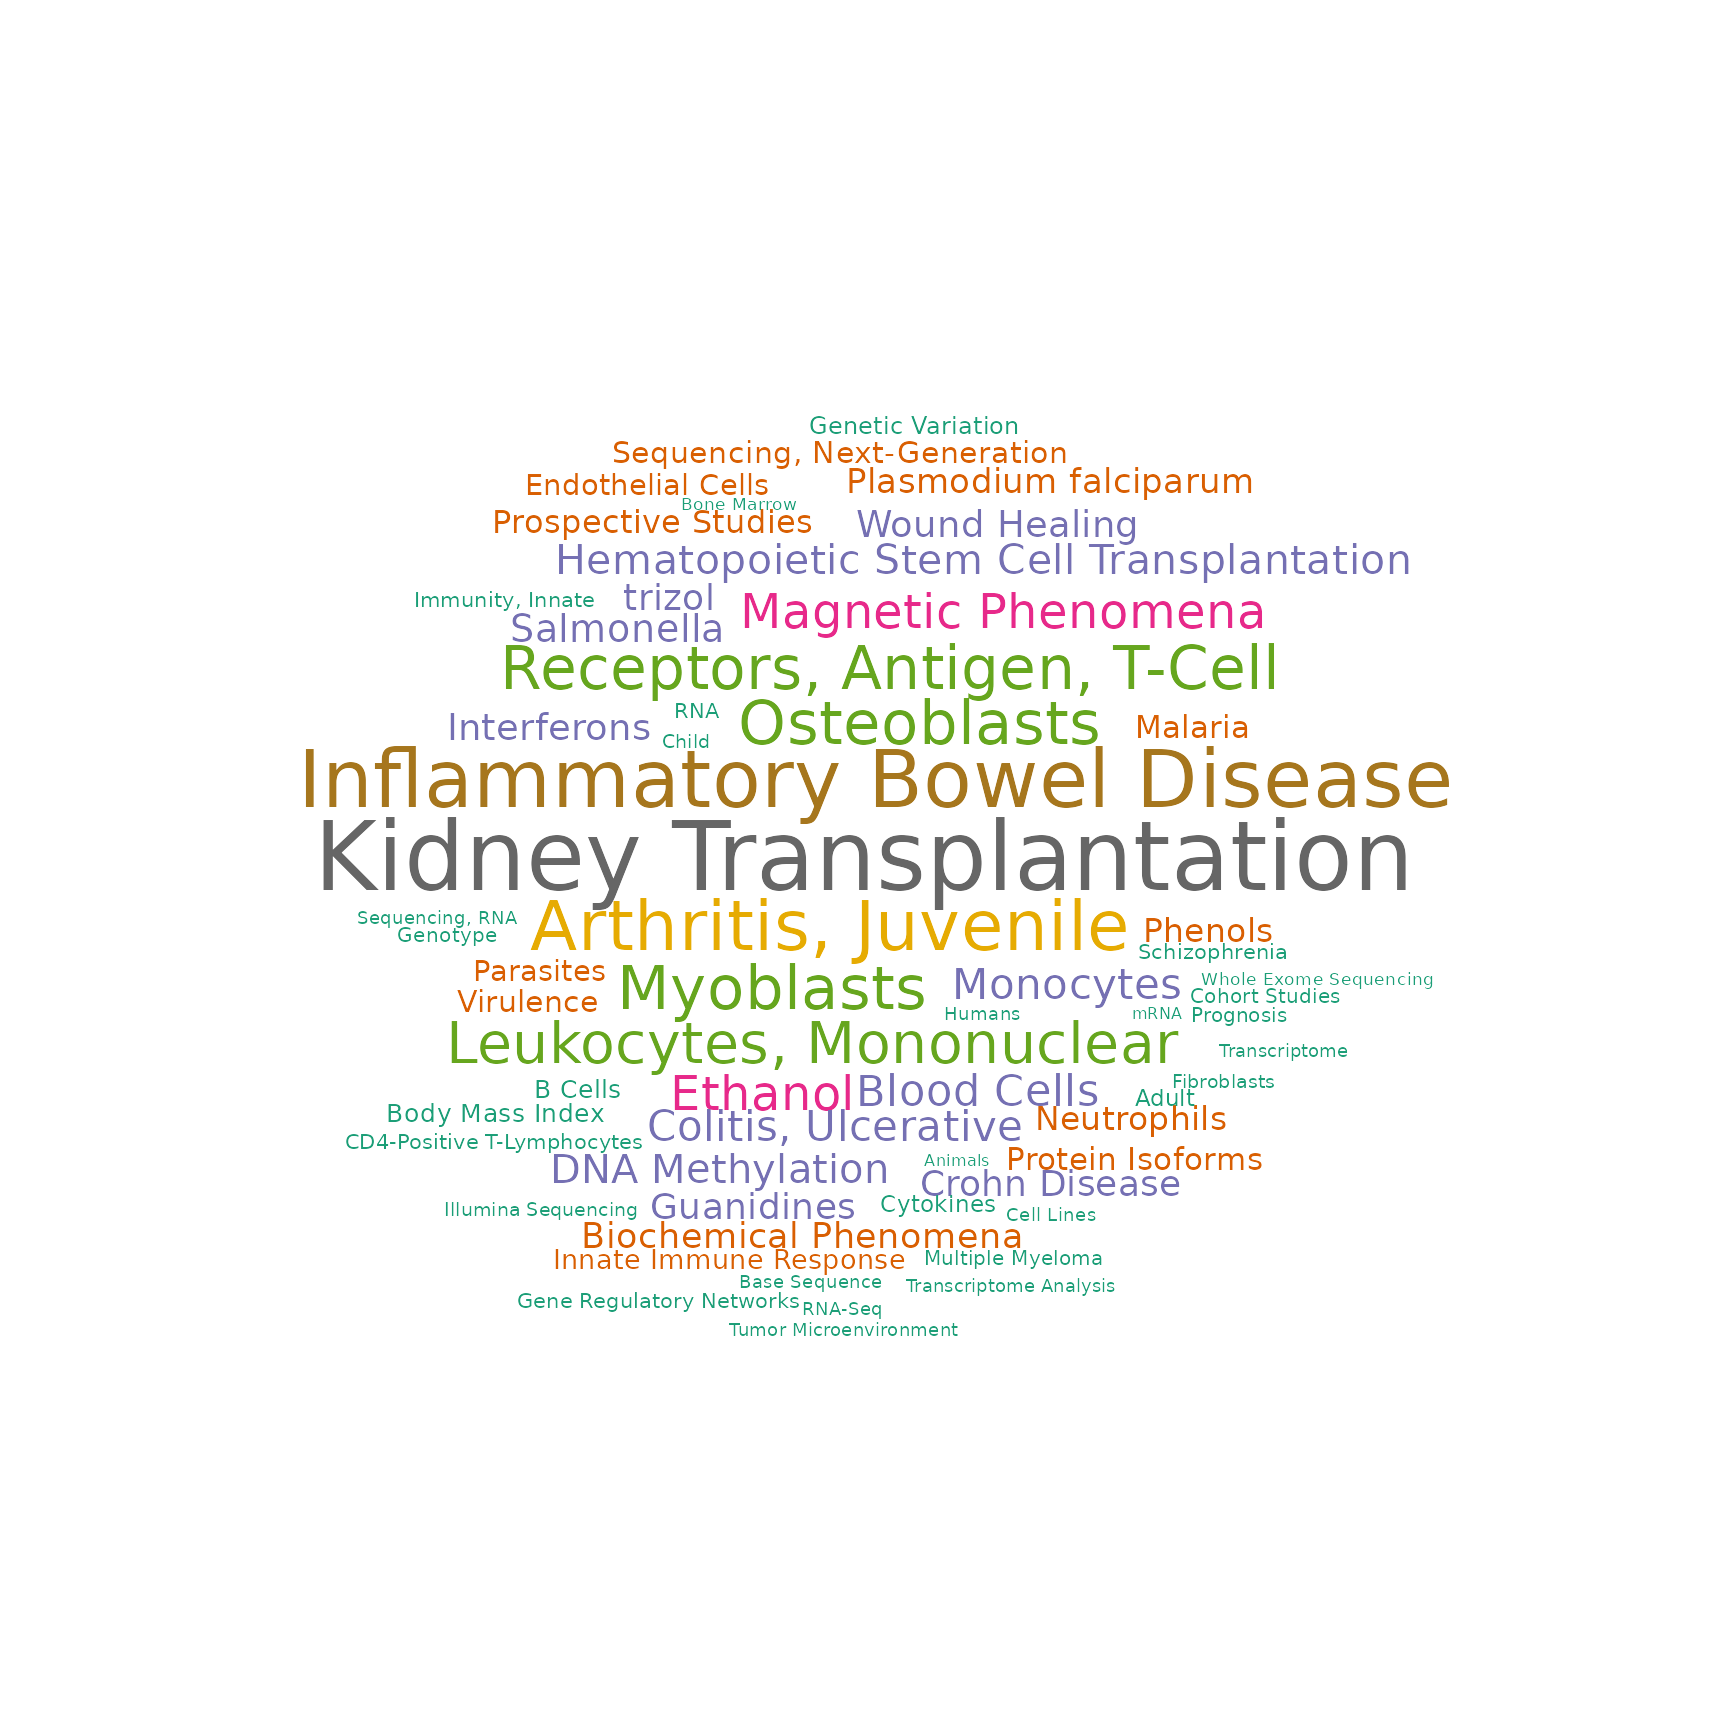 Genetic Variation
Sequencing, Next-Generation
Endothelial Cells Plasmodium falciparum
Bone Marrow
Prospective Studies Wound Healing
Hematopoietic Stem Cell Transplantation
Immunity, Innate trizol Magnetic Phenomena
Salmonella
Receptors, Antigen, T-Cell
RNA
Interferons Osteoblasts Malaria
Child
Inflammatory Bowel Disease
Kidney Transplantation
Sequencing, RNA Arthritis, Juvenile Phenols
Genotype
Schizophrenia
Parasites Myoblasts Monocytes Whole Exome Sequencing
Virulence Cohort Studies
Humans mRNA Prognosis
Leukocytes, Mononuclear Transcriptome
B Cells Ethanol Blood Cells Fibroblasts
Adult
Body Mass Index
Colitis, Ulcerative Neutrophils
CD4-Positive T-Lymphocytes
DNA Methylation Animals Protein Isoforms
Crohn Disease
Illumina Sequencing Guanidines Cytokines
Cell Lines
Biochemical Phenomena
Innate Immune Response Multiple Myeloma
Base Sequence Transcriptome Analysis
Gene Regulatory Networks RNA-Seq
Tumor Microenvironment